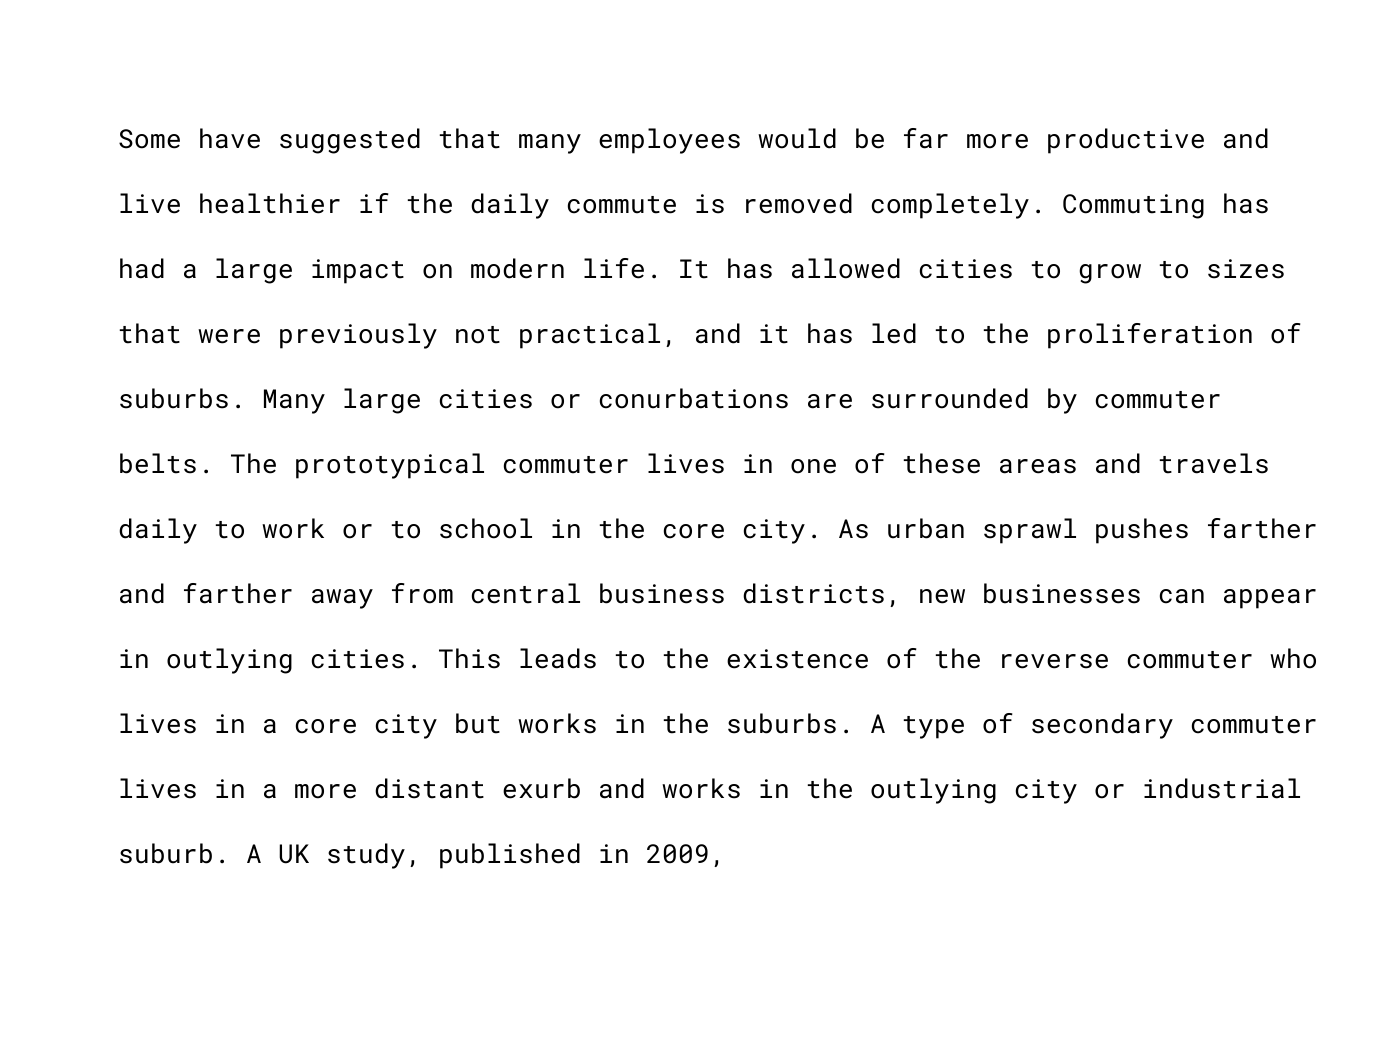 Some have suggested that many employees would be far more productive and
live healthier if the daily commute is removed completely. Commuting has
had a large impact on modern life. It has allowed cities to grow to sizes
that were previously not practical, and it has led to the proliferation of
suburbs. Many large cities or conurbations are surrounded by commuter
belts. The prototypical commuter lives in one of these areas and travels
daily to work or to school in the core city. As urban sprawl pushes farther
and farther away from central business districts, new businesses can appear
in outlying cities. This leads to the existence of the reverse commuter who
lives in a core city but works in the suburbs. A type of secondary commuter
lives in a more distant exurb and works in the outlying city or industrial
suburb. A UK study, published in 2009,